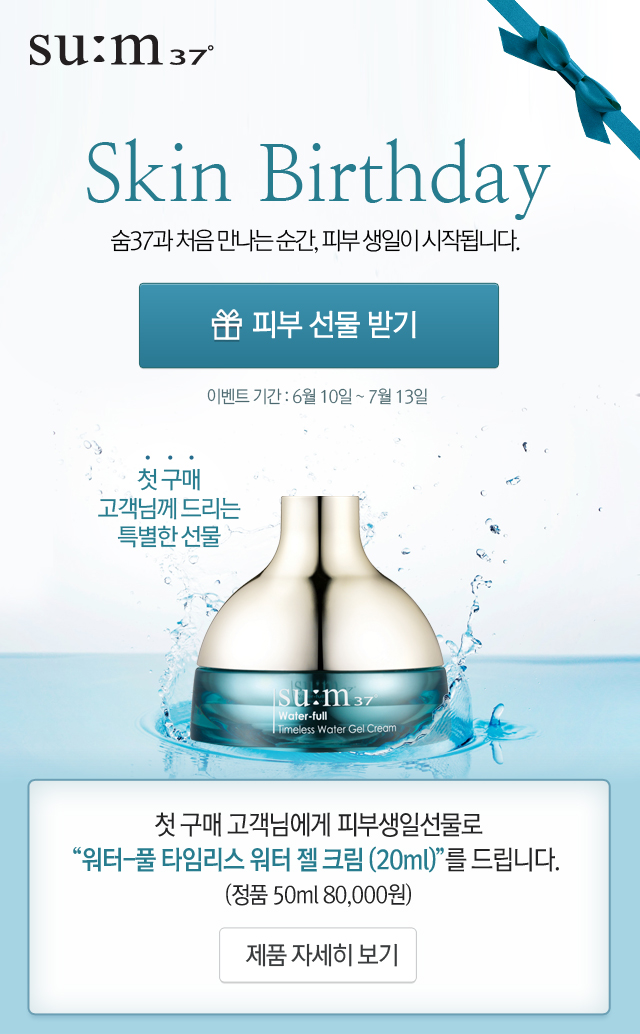 su:m37°
Skin Birthday
숨37과 처음 만나는 순간, 피부 생일이 시작됩니다.
피부 선물 받기
이벤트 기간 : 6월 10일 ~ 7월 13일
첫 구매
고객님께 드리는
특별한 선물
su:m37°
Water-full
Timeless Water Gel Cream
첫 구매 고객님에게 피부생일선물로
“워터-풀 타임리스 워터 젤 크림 (20ml)”를 드립니다.
(정품 50ml 80,000원)
제품 자세히 보기